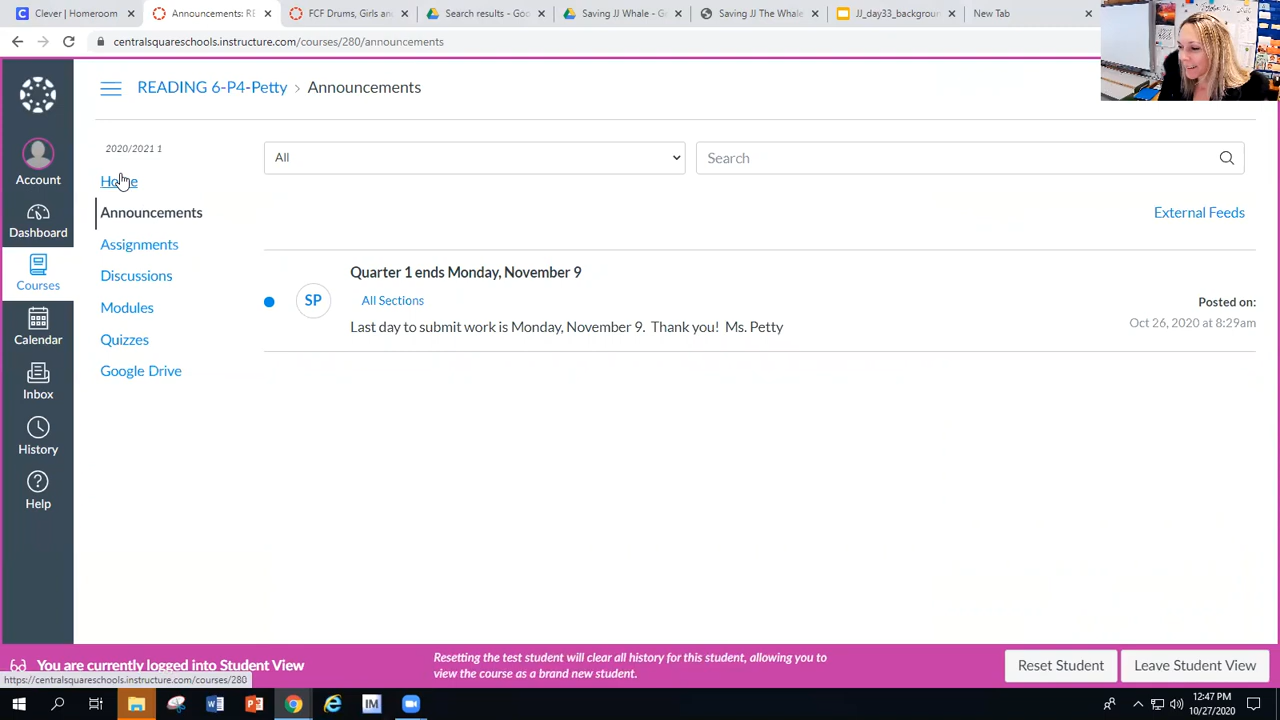 Clever | Homeroom
Announcements: RE
FCF Drums, Girls an
Search results - Goo
Saving JJ Whale - G
Saving JJ The Whale
JJ_day33_backgrou
New Tab
centralsquareschools.instructure.com/courses/280/announcements
READING 6-P4-Petty > Announcements
2020/2021 1
Home
Announcements
Assignments
Discussions
Modules
Quizzes
Google Drive
Account
Dashboard
Courses
Calendar
Inbox
History
Help
All
Search
External Feeds
Quarter 1 ends Monday, November 9
SP
All Sections
Last day to submit work is Monday, November 9. Thank you! Ms. Petty
Posted on:
Oct 26, 2020 at 8:29am
You are currently logged into Student View
Resetting the test student will clear all history for this student, allowing you to
view the course as a brand new student.
Reset Student
Leave Student View
https://centralsquareschools.instructure.com/courses/280
IM
12:47 PM
10/27/2020